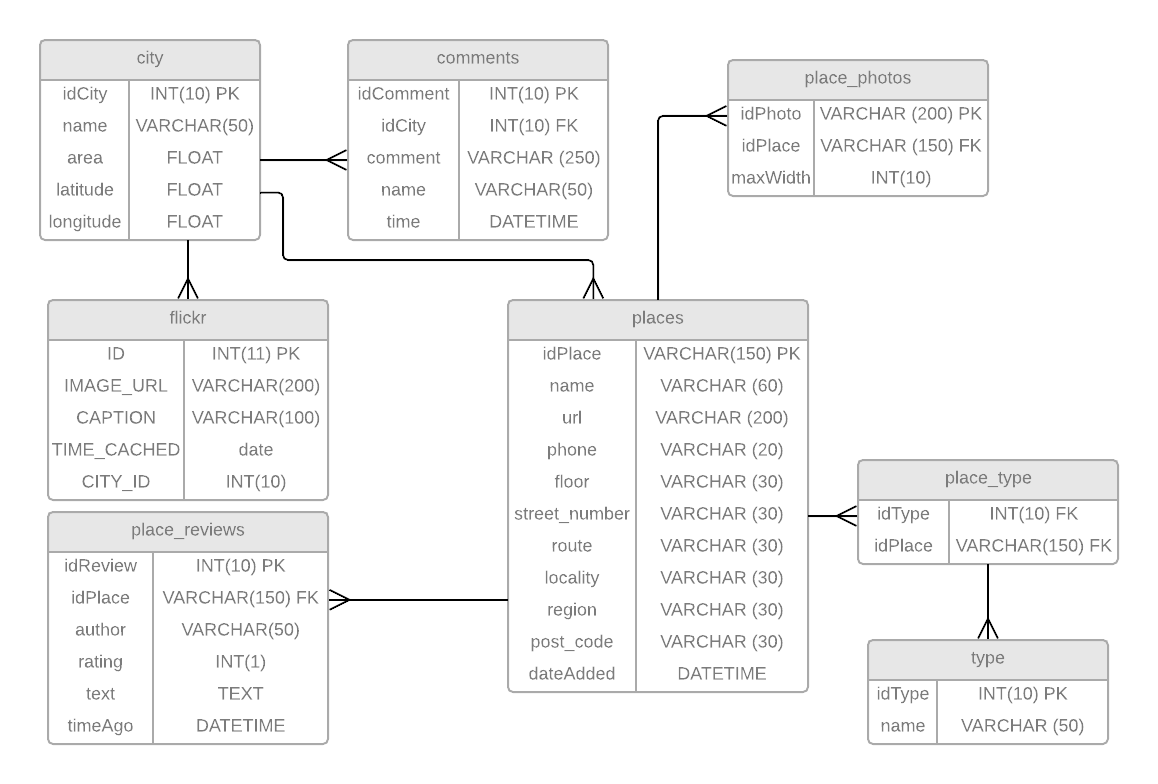 city
idCity INT(10) PK
name VARCHAR(50)
area FLOAT
latitude FLOAT
longitude FLOAT
comments
idComment INT(10) PK
idCity INT(10) FK
comment VARCHAR (250)
name VARCHAR(50)
time DATETIME
place_photos
idPhoto VARCHAR (200) PK
idPlace VARCHAR (150) FK
maxWidth INT(10)
flickr
ID INT(11) PK
IMAGE_URL VARCHAR(200)
CAPTION VARCHAR(100)
TIME_CACHED date
CITY_ID INT(10)
places
idPlace VARCHAR(150) PK
name VARCHAR (60)
url VARCHAR (200)
phone VARCHAR (20)
floor VARCHAR (30)
street_number VARCHAR (30)
route VARCHAR (30)
locality VARCHAR (30)
region VARCHAR (30)
post_code VARCHAR (30)
dateAdded DATETIME
place_type
idType INT(10) FK
idPlace VARCHAR(150) FK
place_reviews
idReview INT(10) PK
idPlace VARCHAR(150) FK
author VARCHAR(50)
rating INT(1)
text TEXT
timeAgo DATETIME
type
idType INT(10) PK
name VARCHAR (50)